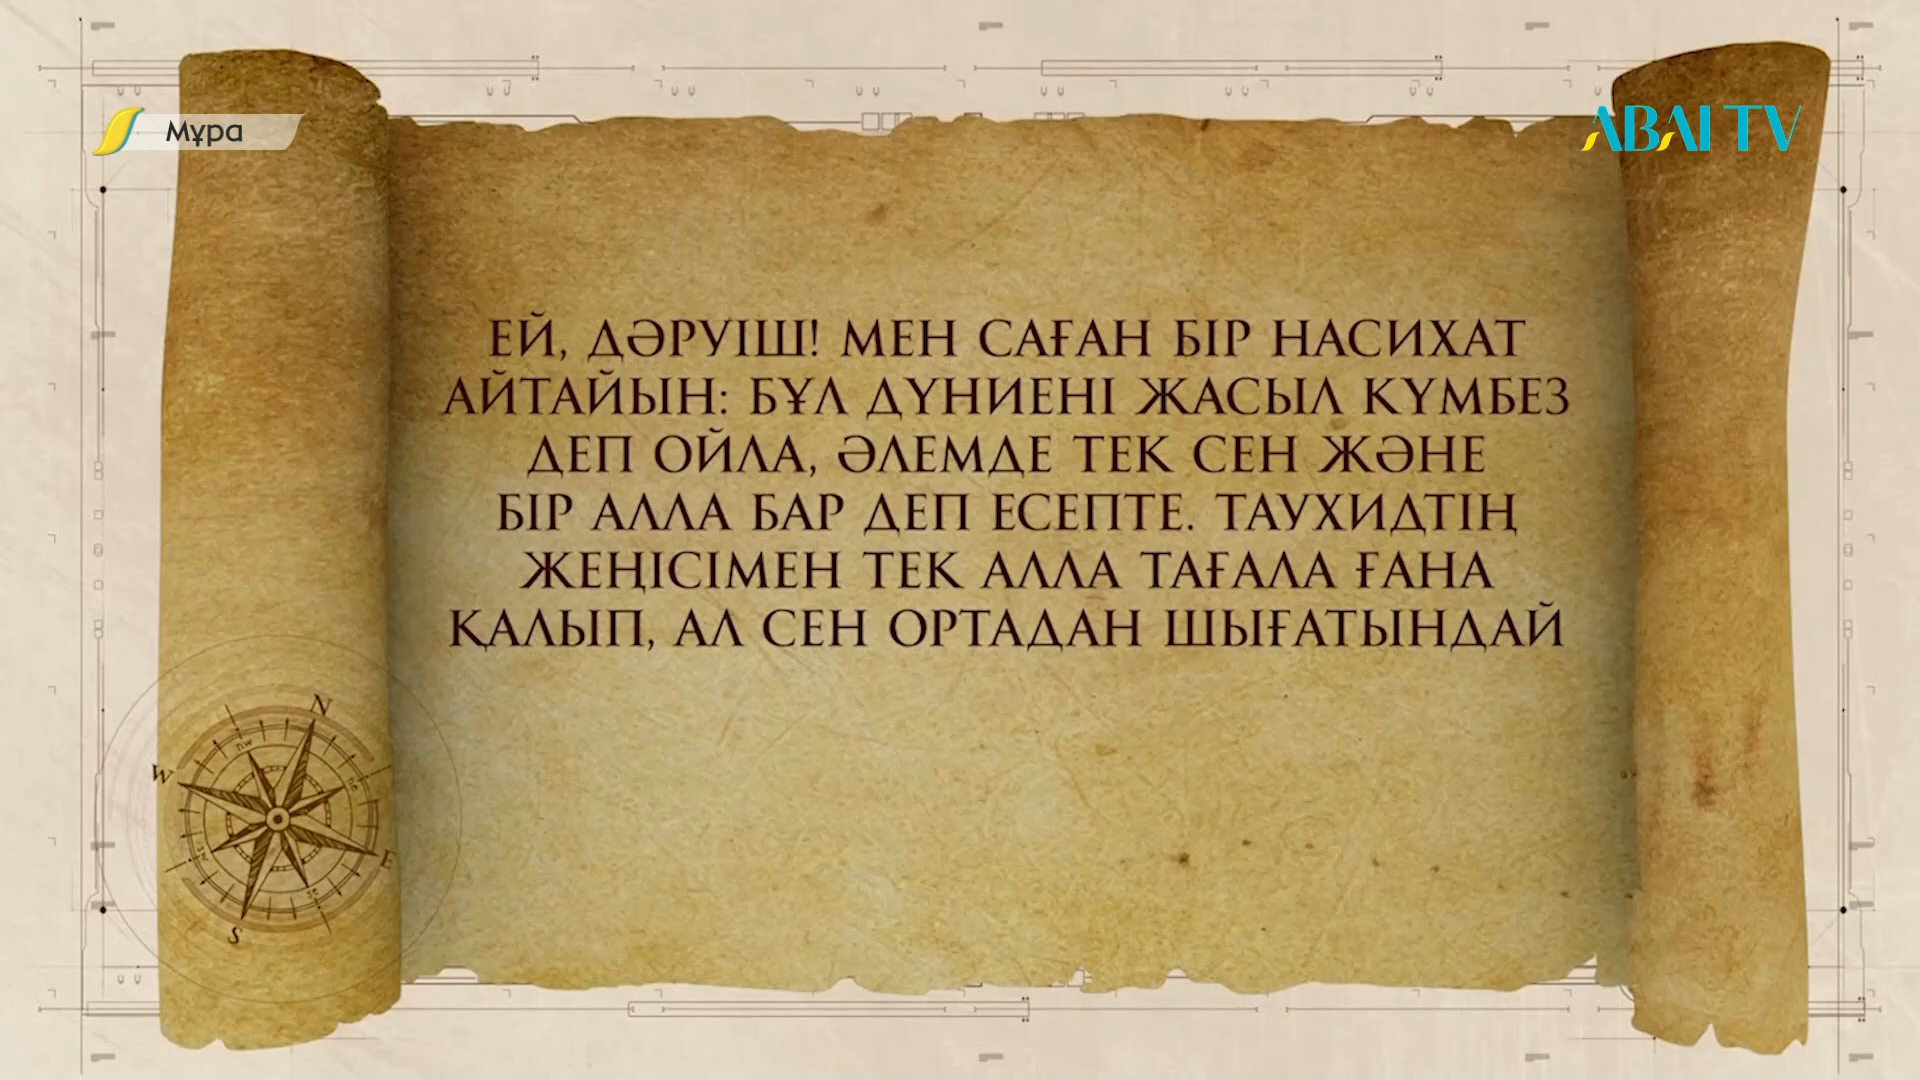 Мұра
ABAI TV
ЕЙ, ДӘРУІШ! МЕН САҒАН БІР НАСИХАТ
АЙТАЙЫН: БҰЛ ДҮНИЕНІ ЖАСЫЛ КҮМБЕЗ
ДЕП ОЙЛА, ӘЛЕМДЕ ТЕК СЕН ЖӘНЕ
БІР АЛЛА БАР ДЕП ЕСЕПТЕ. ТАУХИДТІҢ
ЖЕҢІСІМЕН ТЕК АЛЛА ТАҒАЛА ҒАНА
ҚАЛЫП, АЛ СЕН ОРТАДАН ШЫҒАТЫНДАЙ
N
W
E
S